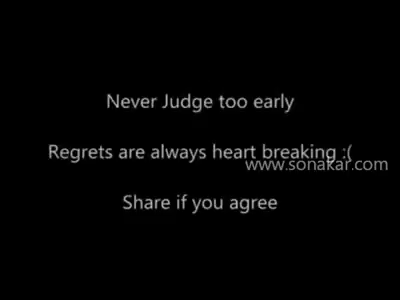 Never Judge too early
Regrets are always heart breaking :(
www.sonakar.com
Share if you agree